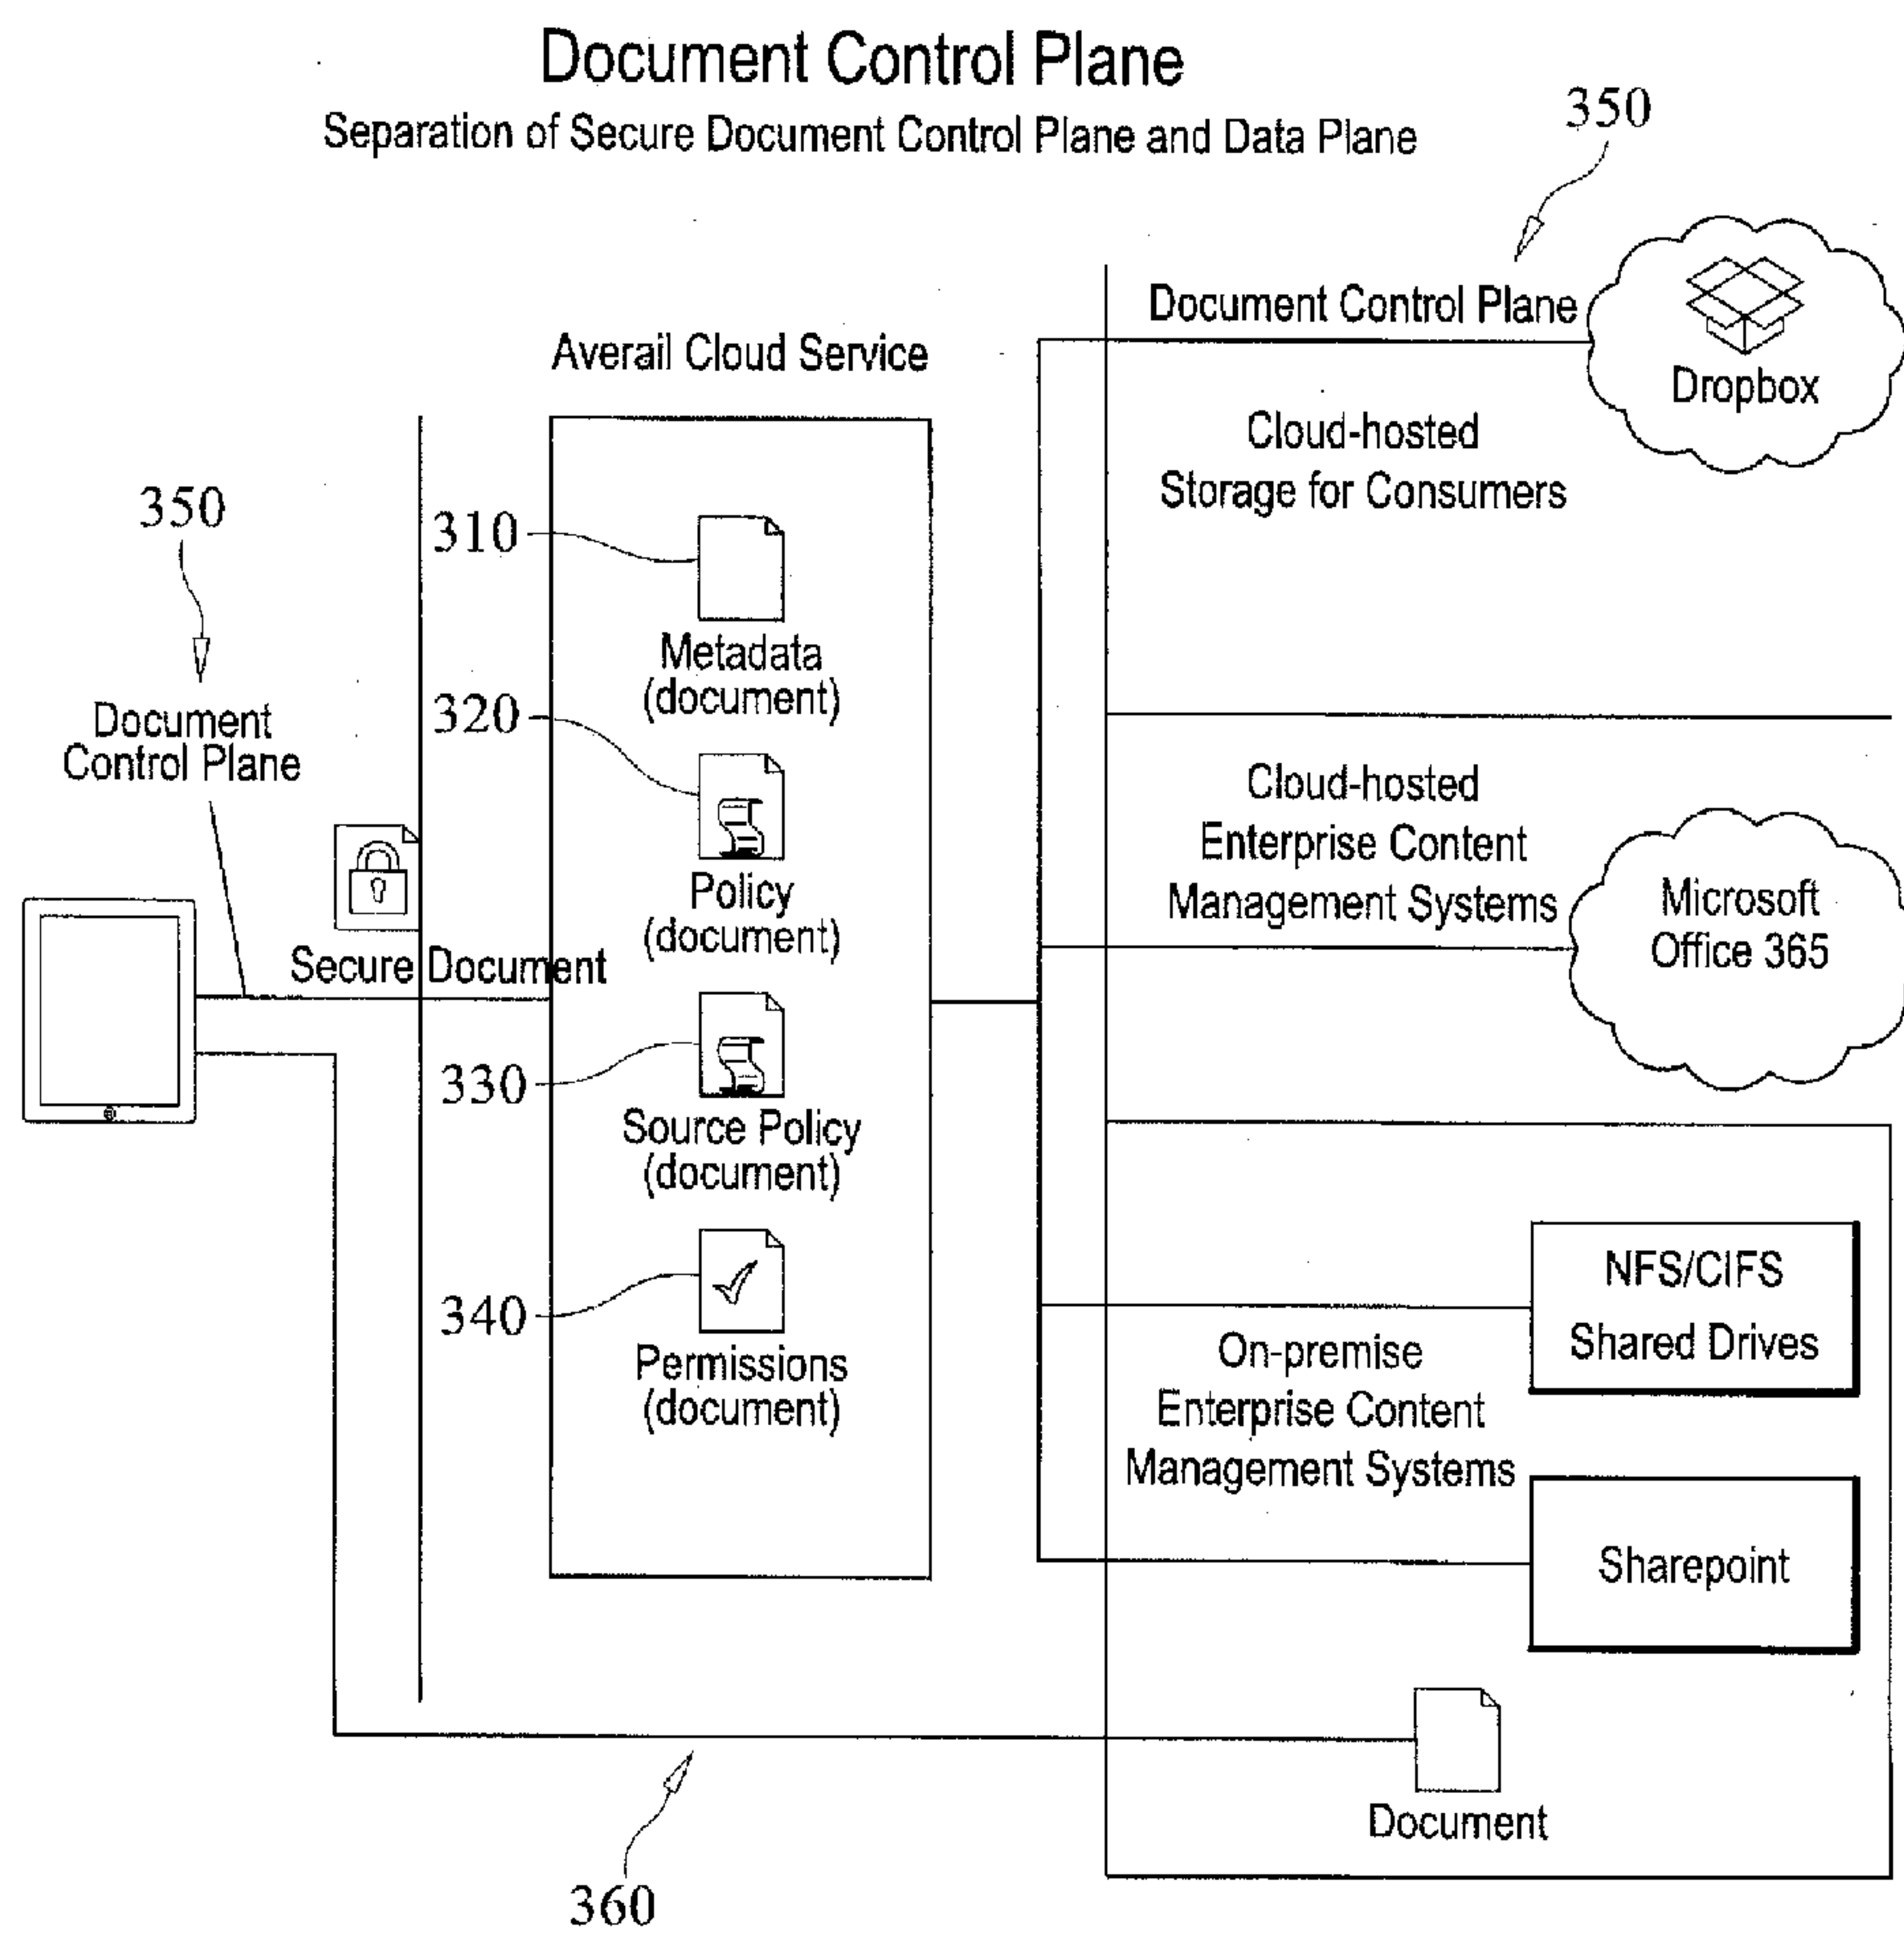 Document Control Plane
Separation of Secure Document Control Plane and Data Plane
350
Document Control Plane
Dropbox
Cloud-hosted
Storage for Consumers
Averail Cloud Service
350
Document
Control Plane
310
Metadada
(document)
320
Policy
(document)
Secure Document
330
Source Policy
(document)
340
Permissions
(document)
Cloud-hosted
Enterprise Content
Management Systems
Microsoft
Office 365
NFS/CIFS
Shared Drives
On-premise
Enterprise Content
Management Systems
Sharepoint
Document
360